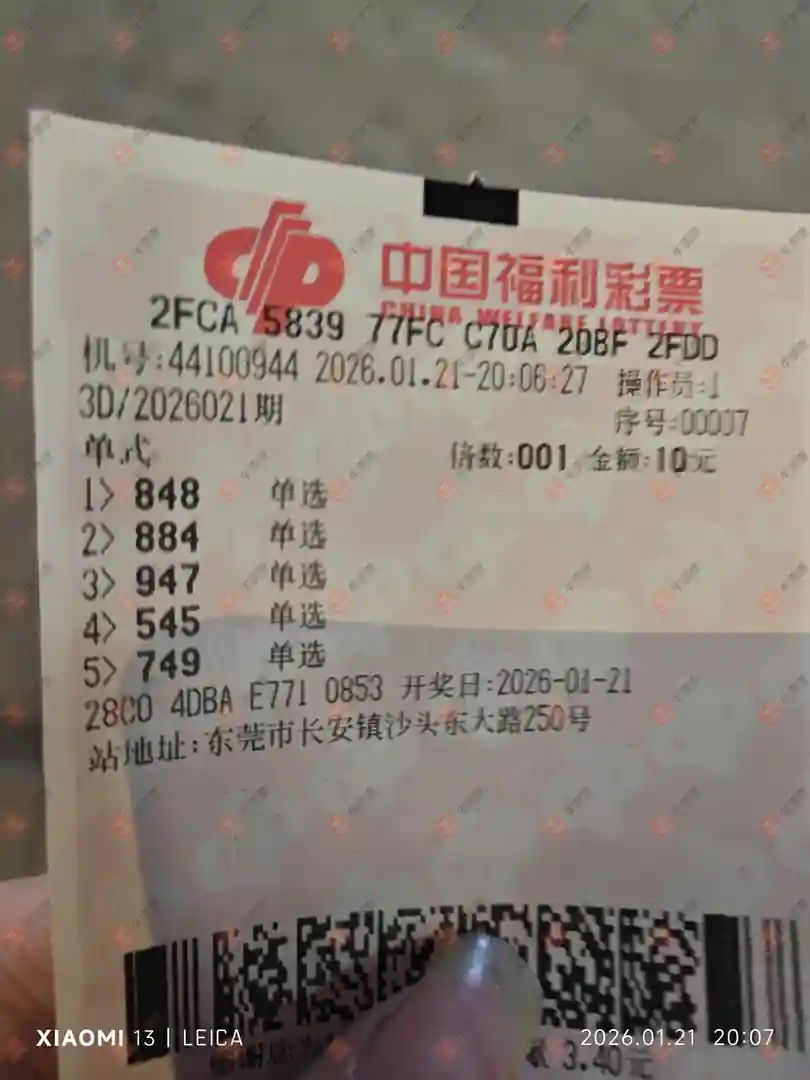 中国福利彩票
CHINA WELFARE LOTTERY
2FCA 5839 77FC C70A 20BF 2FDD
机号:44100944 2026.01.21-20:06:27 操作员:1
3D/2026021期 序号:00007
单式 倍数:001 金额:10元
1> 848 单选
2> 884 单选
3> 947 单选
4> 545 单选
5> 749 单选
28C0 4DBA E771 0853 开奖日:2026-01-21
站地址:东莞市长安镇沙头东大路250号
3.40元
XIAOMI 13 | LEICA
2026.01.21 20:07